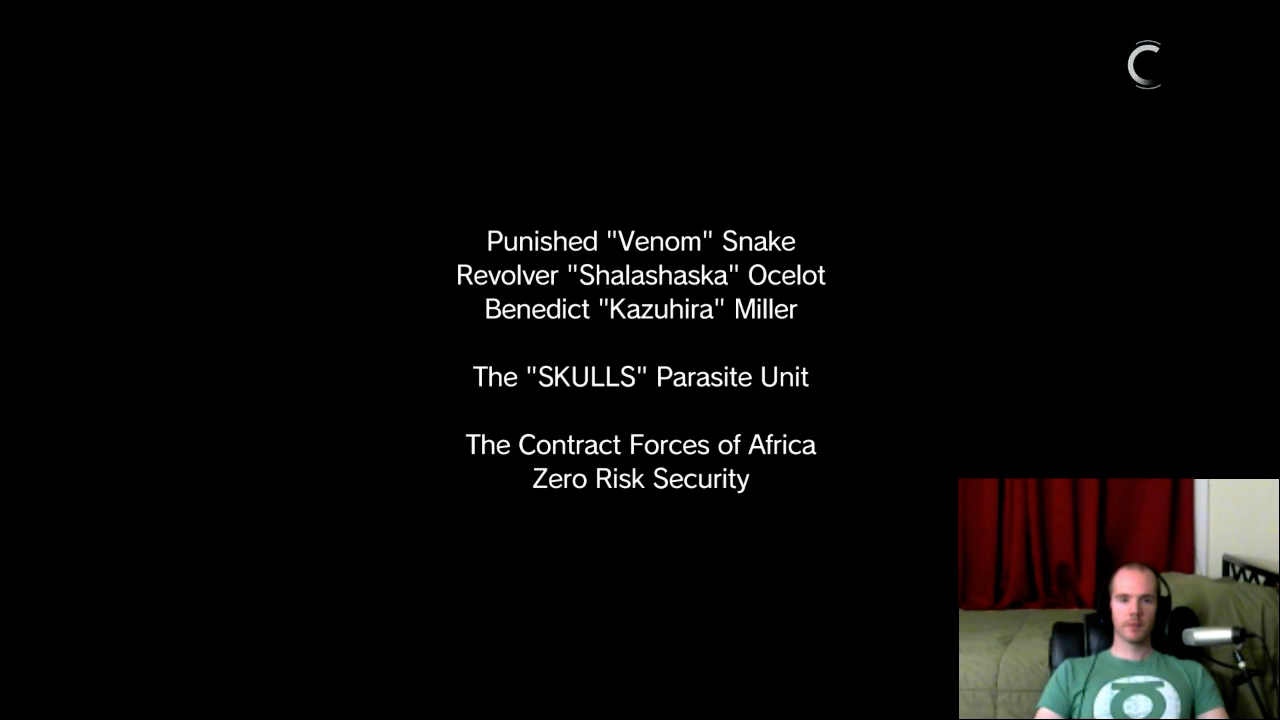 Punished "Venom" Snake
Revolver "Shalashaska" Ocelot
Benedict "Kazuhira" Miller
The "SKULLS" Parasite Unit
The Contract Forces of Africa
Zero Risk Security